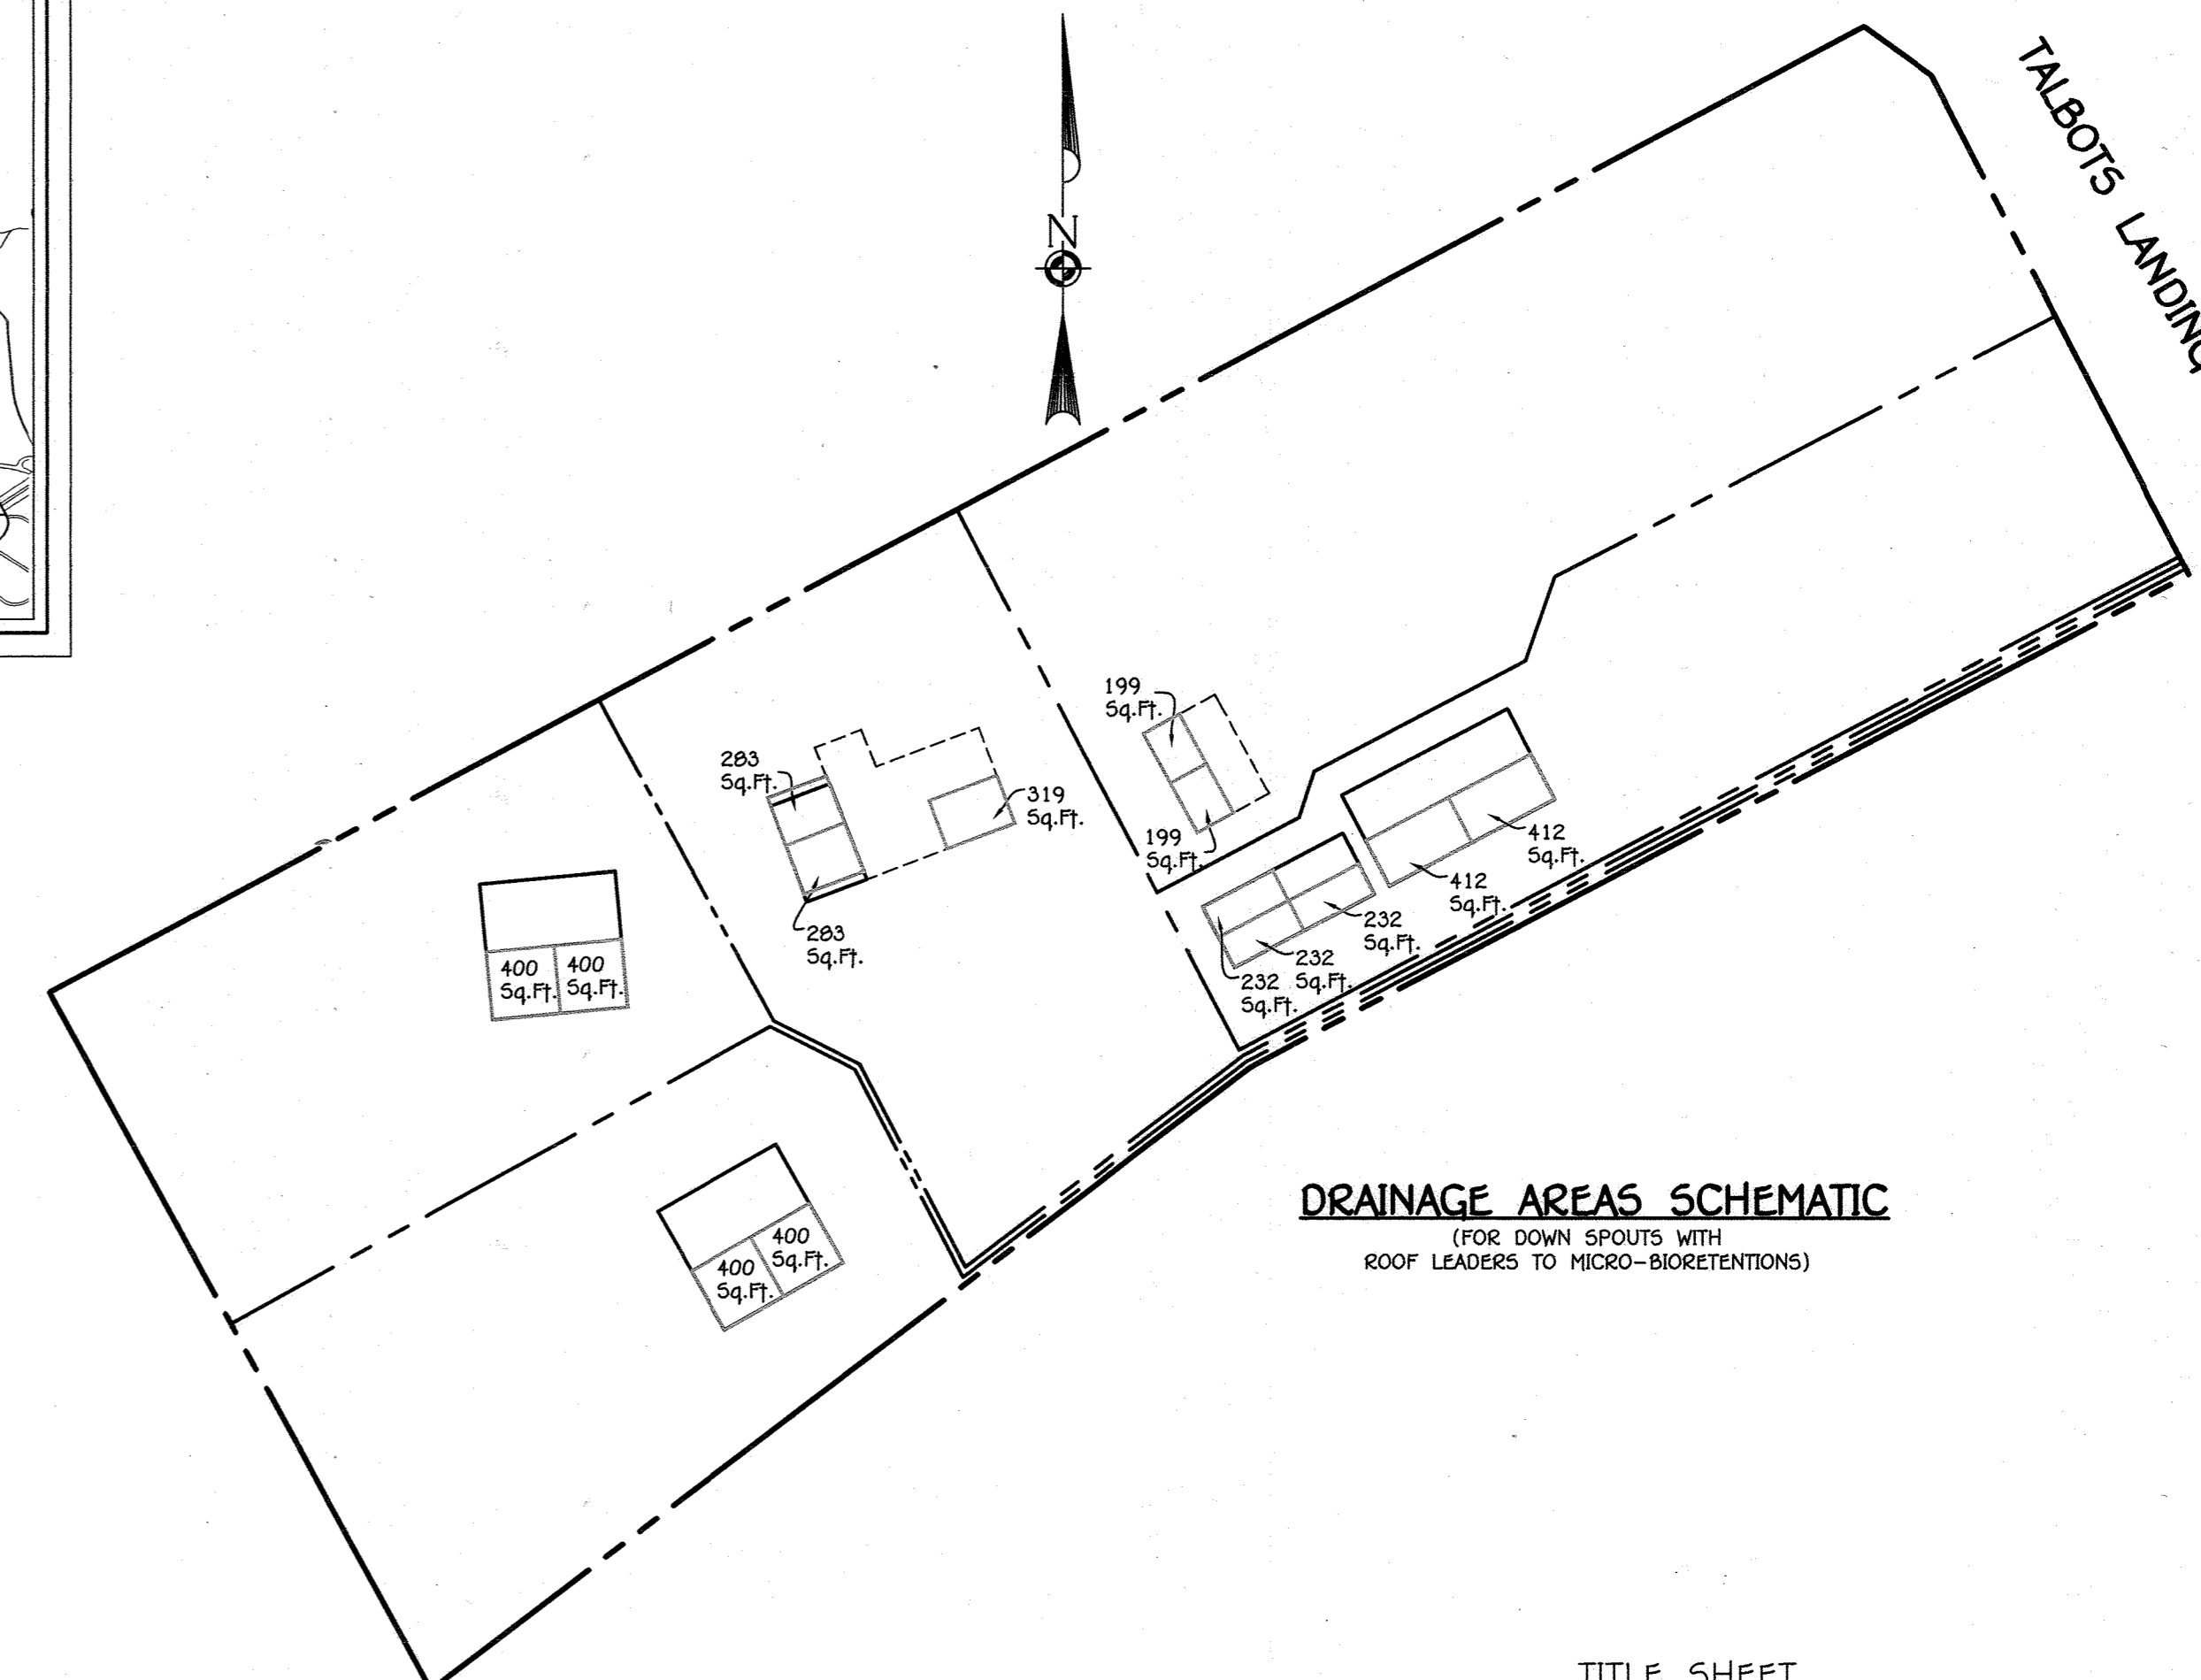 TALBOTS LANDING
N
199
Sq.Ft.
283
Sq.Ft.
319
Sq.Ft.
199
Sq.Ft.
412
Sq.Ft.
412
Sq.Ft.
232
Sq.Ft.
232
Sq.Ft.
232
Sq.Ft.
283
Sq.Ft.
400
Sq.Ft.
400
Sq.Ft.
400
Sq.Ft.
400
Sq.Ft.
DRAINAGE AREAS SCHEMATIC
(FOR DOWN SPOUTS WITH
ROOF LEADERS TO MICRO-BIORETENTIONS)
TITLE SHEET